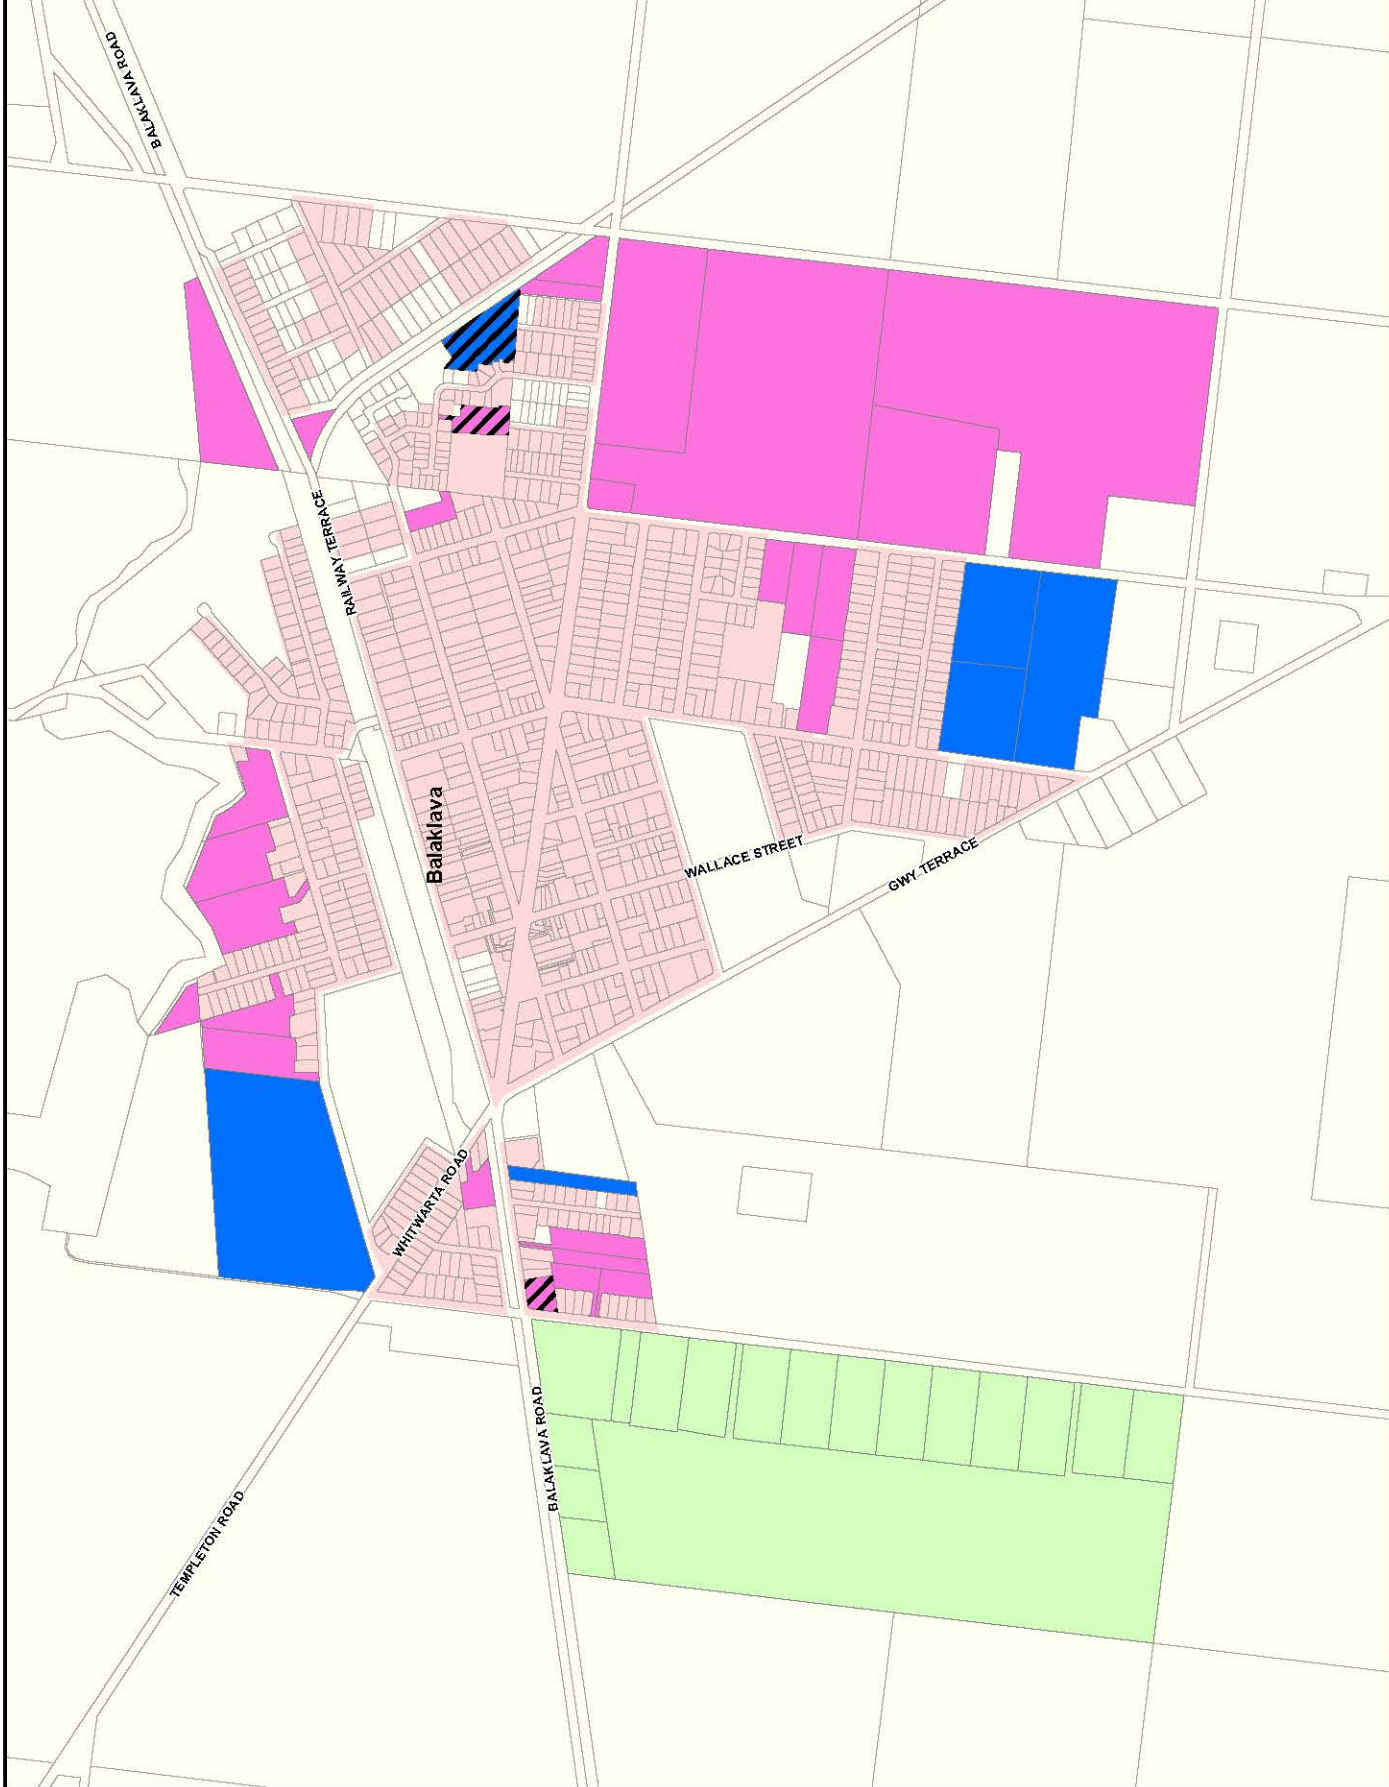 BALAKLAVA ROAD
RAILWAY TERRACE
Balaklava
WALLACE STREET
GWY TERRACE
WHITWARTA ROAD
BALAKLAVA ROAD
TEMPLETON ROAD